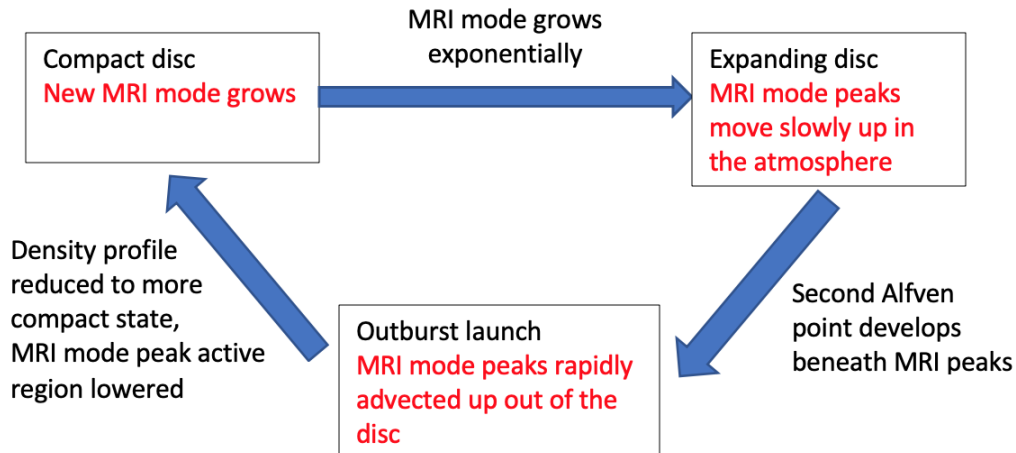 MRI mode grows
exponentially
Compact disc
New MRI mode grows
Expanding disc
MRI mode peaks
move slowly up in
the atmosphere
Second Alfven
point develops
beneath MRI peaks
Outburst launch
MRI mode peaks rapidly
advected up out of the
disc
Density profile
reduced to more
compact state,
MRI mode peak active
region lowered